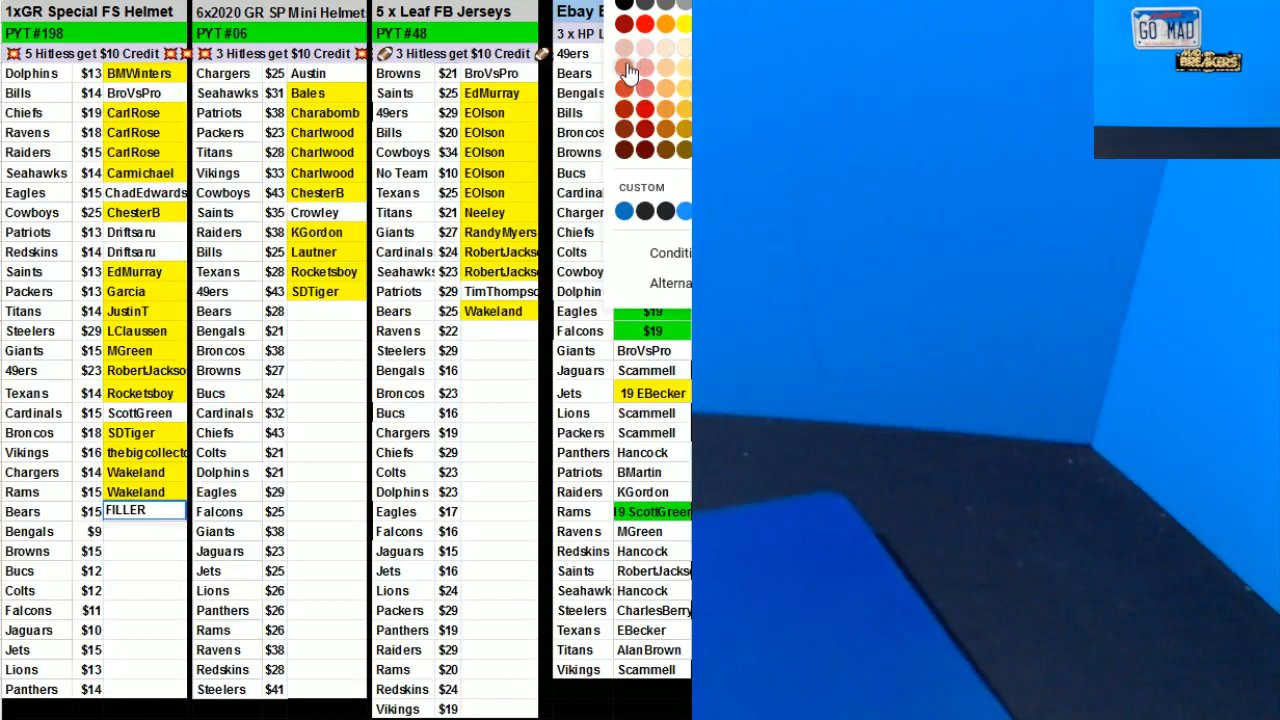 1xGR Special FS Helmet
PYT #198
5 Hitless get $10 Credit
Dolphins $13 BMWinters
Bills $14 BroVsPro
Chiefs $19 CarlRose
Ravens $18 CarlRose
Raiders $15 CarlRose
Seahawks $14 Carmichael
Eagles $15 ChadEdwards
Cowboys $25 ChesterB
Patriots $13 Driftsaru
Redskins $14 Driftsaru
Saints $13 EdMurray
Packers $13 Garcia
Titans $14 JustinT
Steelers $29 LClaussen
Giants $15 MGreen
49ers $23 RobertJackso
Texans $14 Rocketsboy
Cardinals $15 ScottGreen
Broncos $18 SDTiger
Vikings $16 thebigcollecto
Chargers $14 Wakeland
Rams $15 Wakeland
Bears $15 FILLER
Bengals $9
Browns $15
Bucs $12
Colts $12
Falcons $11
Jaguars $10
Jets $15
Lions $13
Panthers $14
6x2020 GR SP Mini Helmets
PYT #06
3 Hitless get $10 Credit
Chargers $25 Austin
Seahawks $31 Bales
Patriots $38 Charabomb
Packers $23 Charlwood
Titans $28 Charlwood
Vikings $33 Charlwood
Cowboys $43 ChesterB
Saints $35 Crowley
Raiders $38 KGordon
Bills $25 Lautner
Texans $28 Rocketsboy
49ers $43 SDTiger
Bears $28
Bengals $21
Broncos $38
Browns $27
Bucs $24
Cardinals $32
Chiefs $43
Colts $21
Dolphins $21
Eagles $29
Falcons $25
Giants $38
Jaguars $23
Jets $25
Lions $26
Panthers $26
Rams $26
Ravens $38
Redskins $28
Steelers $41
5 x Leaf FB Jerseys
PYT #48
3 Hitless get $10 Credit
Browns $21 BroVsPro
Saints $25 EdMurray
49ers $29 EOlson
Bills $20 EOlson
Cowboys $34 EOlson
No Team $10 EOlson
Texans $25 EOlson
Titans $21 Neeley
Giants $27 RandyMyers
Cardinals $24 RobertJackso
Seahawks $23 RobertJackso
Patriots $29 TimThompso
Bears $25 Wakeland
Ravens $22
Steelers $29
Bengals $16
Broncos $23
Bucs $16
Chargers $19
Chiefs $29
Colts $23
Dolphins $23
Eagles $17
Falcons $16
Jaguars $15
Jets $16
Lions $24
Packers $29
Panthers $19
Raiders $29
Rams $20
Redskins $24
Vikings $19
Ebay
3 x HP L
49ers
Bears
Bengals
Bills
Broncos
Browns
Bucs
Cardina
Charger
Chiefs
Colts
Cowboy
Dolphin
Eagles $19
Falcons $19
Giants BroVsPro
Jaguars Scammell
Jets 19 EBecker
Lions Scammell
Packers Scammell
Panthers Hancock
Patriots BMartin
Raiders KGordon
Rams 19 ScottGreen
Ravens MGreen
Redskins Hancock
Saints RobertJacks
Seahawk Hancock
Steelers CharlesBerry
Texans EBecker
Titans AlanBrown
Vikings Scammell
CUSTOM
Conditi
Alterna
GO MAD
MAD
BREAKERS